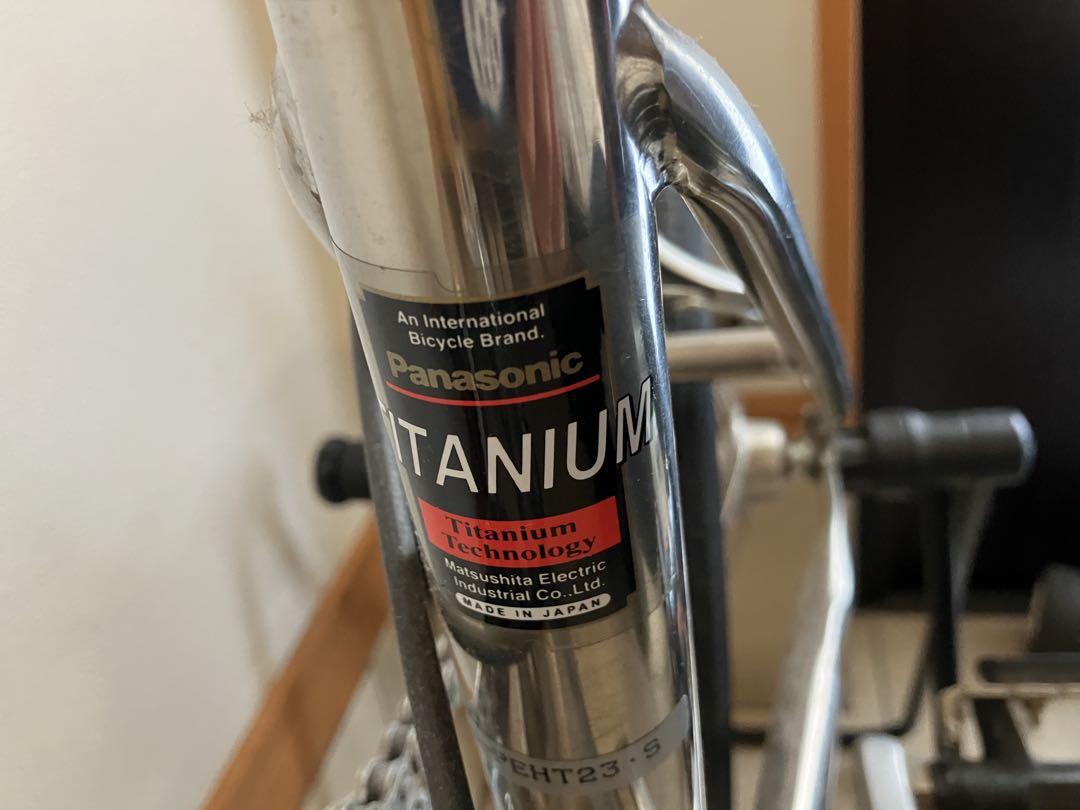 An International
Bicycle Brand.
Panasonic
TITANIUM
Titanium
Technology
Matsushita Electric
Industrial Co.,Ltd.
MADE IN JAPAN
PEHT23・S